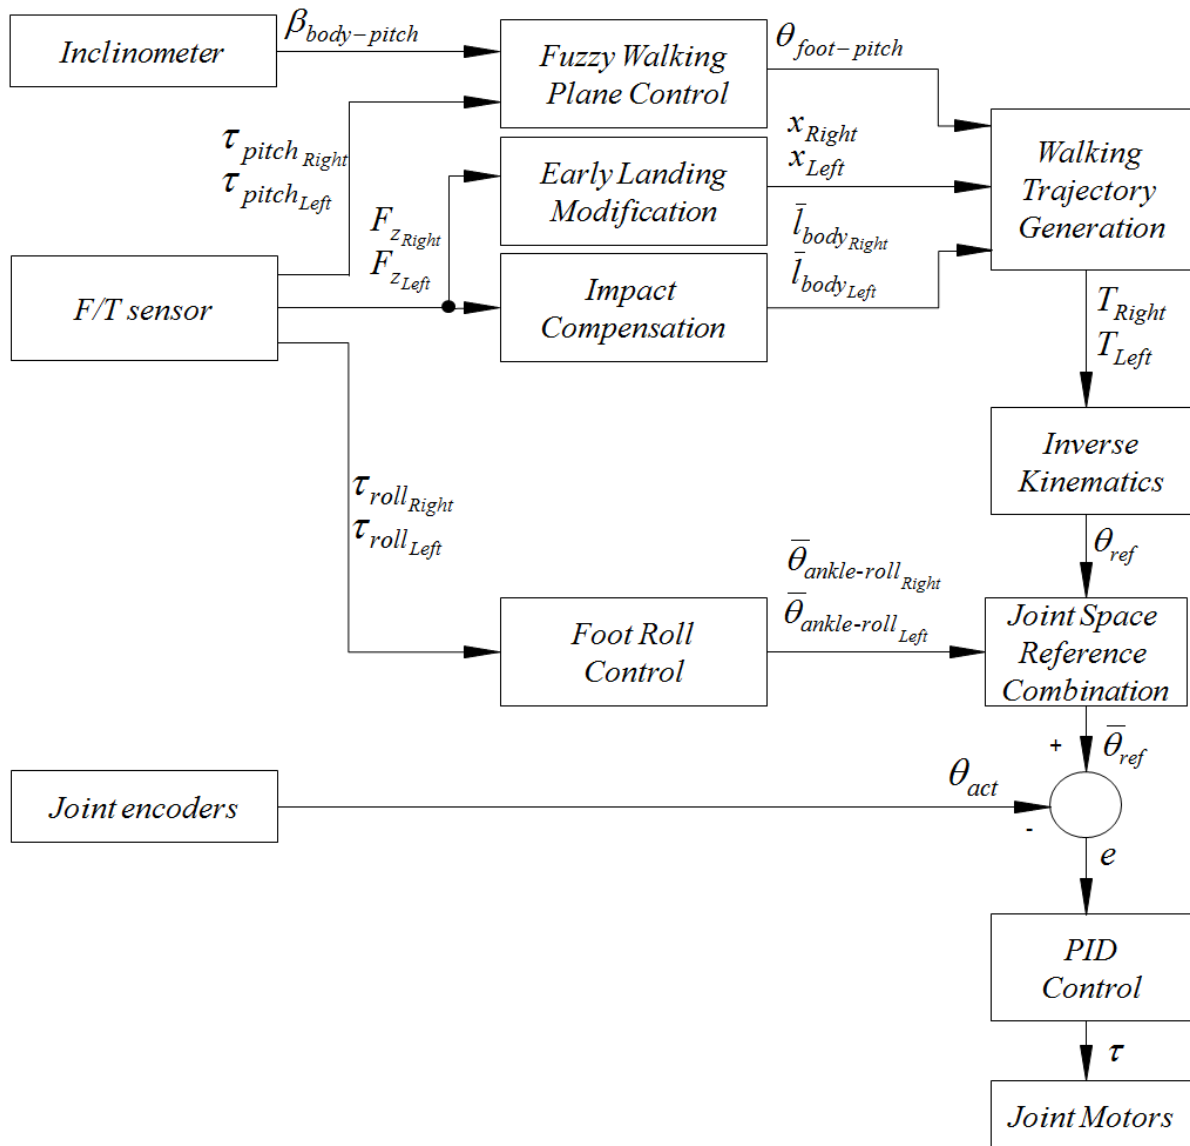 Inclinometer
β body−pitch
Fuzzy Walking
Plane Control
θ foot−pitch
τ pitch Right
τ pitch Left
F z Right
F z Left
Early Landing
Modification
x Right
x Left
Walking
Trajectory
Generation
F/T sensor
Impact
Compensation
l̄ body Right
l̄ body Left
T Right
T Left
Inverse
Kinematics
τ roll Right
τ roll Left
θ ref
Foot Roll
Control
θ̄ ankle-roll Right
θ̄ ankle-roll Left
Joint Space
Reference
Combination
+
θ̄ ref
Joint encoders
θ act
-
e
PID
Control
τ
Joint Motors